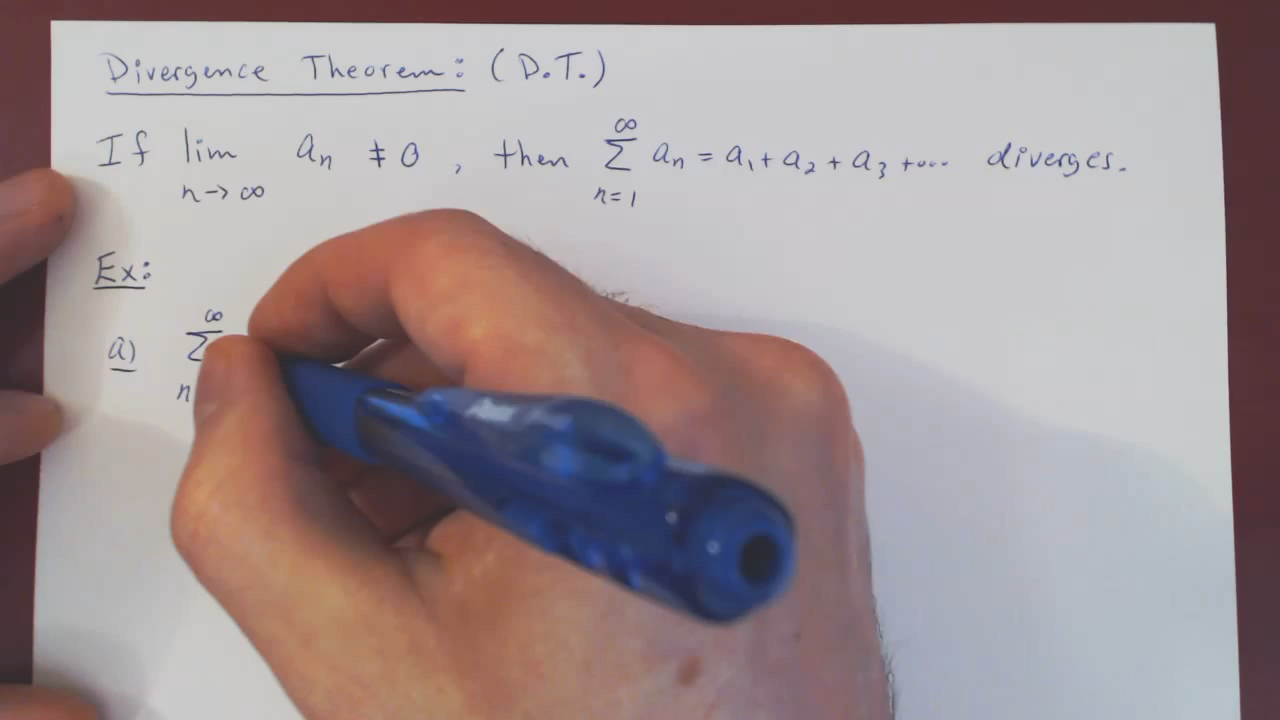 Divergence Theorem: (D.T.)
If lim n→∞ aₙ ≠ 0, then ∞ Σ n=1 aₙ = a₁ + a₂ + a₃ + ... diverges.
Ex:
a) ∞ Σ n